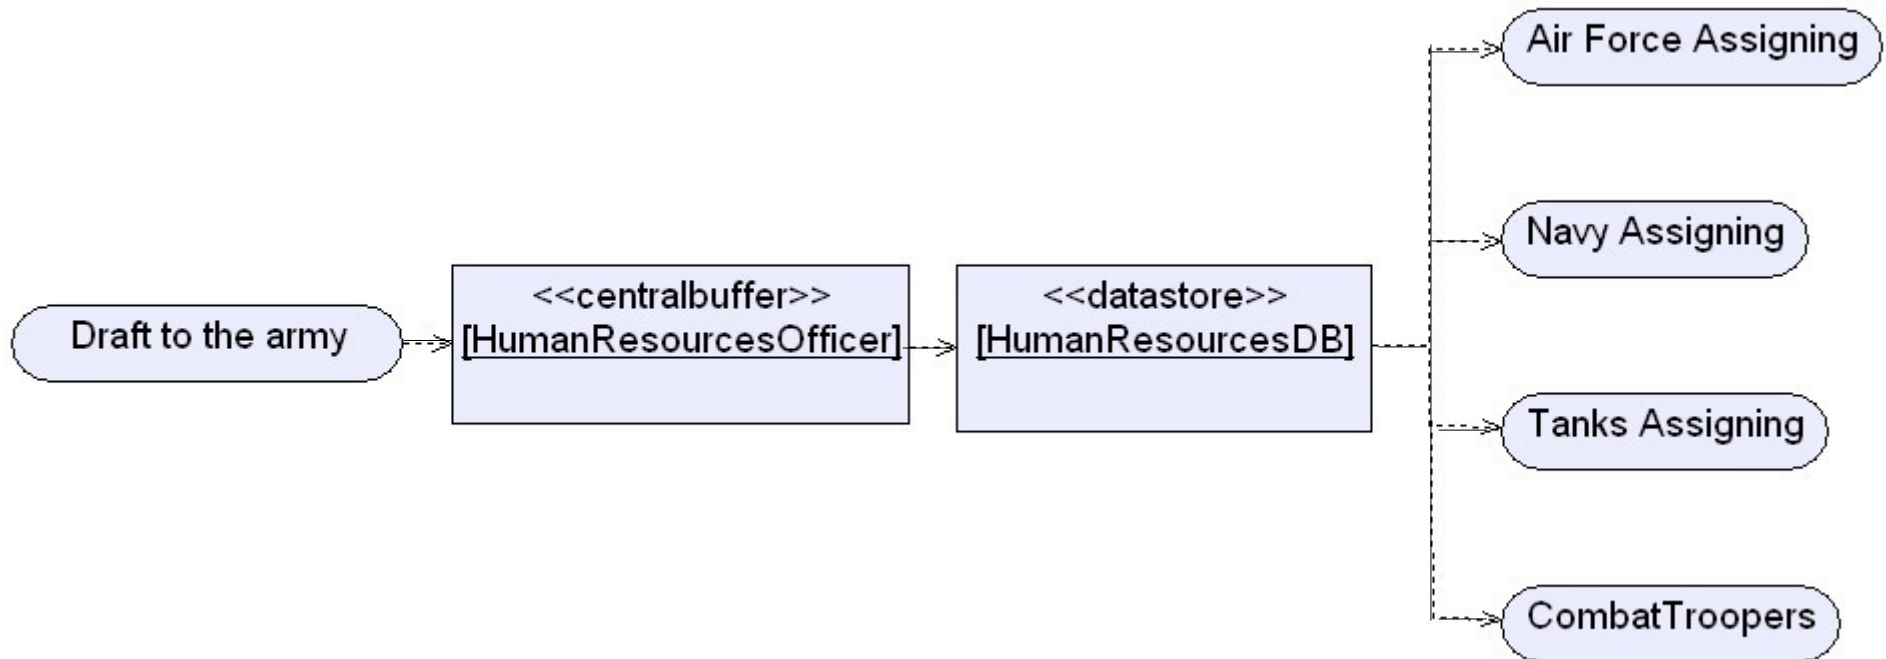 Air Force Assigning
Navy Assigning
<<centralbuffer>>
[HumanResourcesOfficer]
<<datastore>>
[HumanResourcesDB]
Draft to the army
Tanks Assigning
CombatTroopers